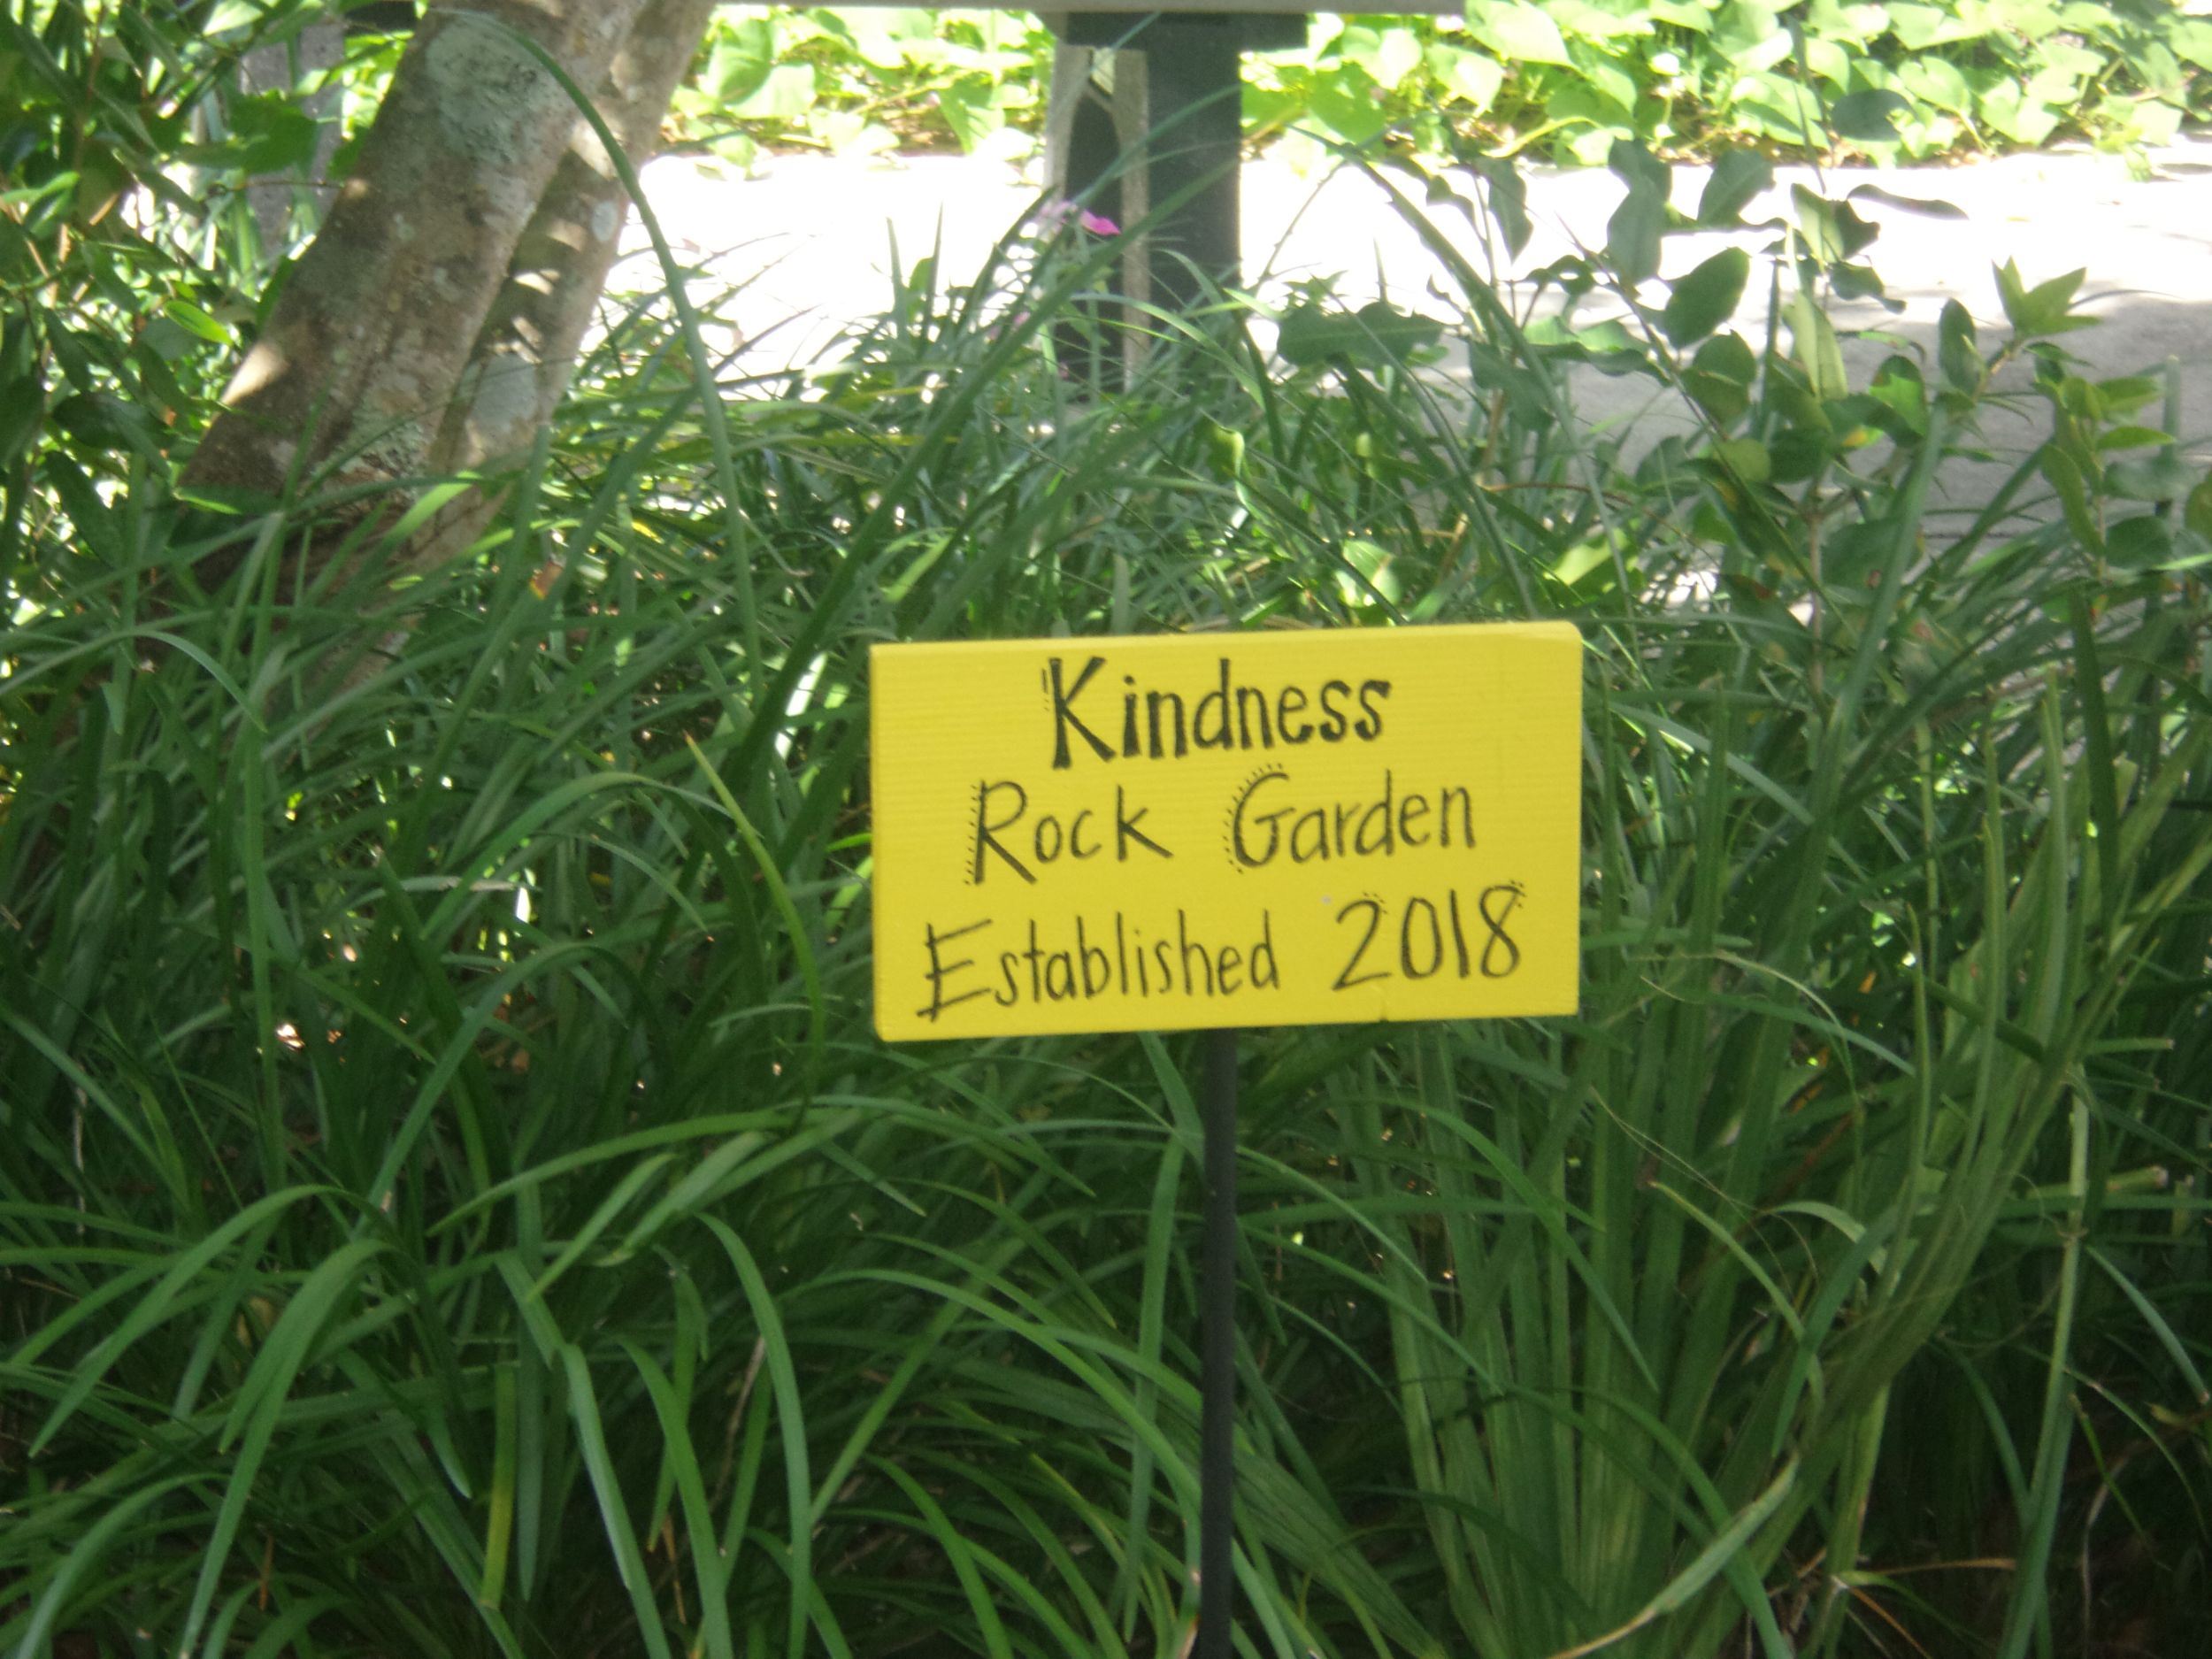 Kindness
Rock Garden
Established 2018